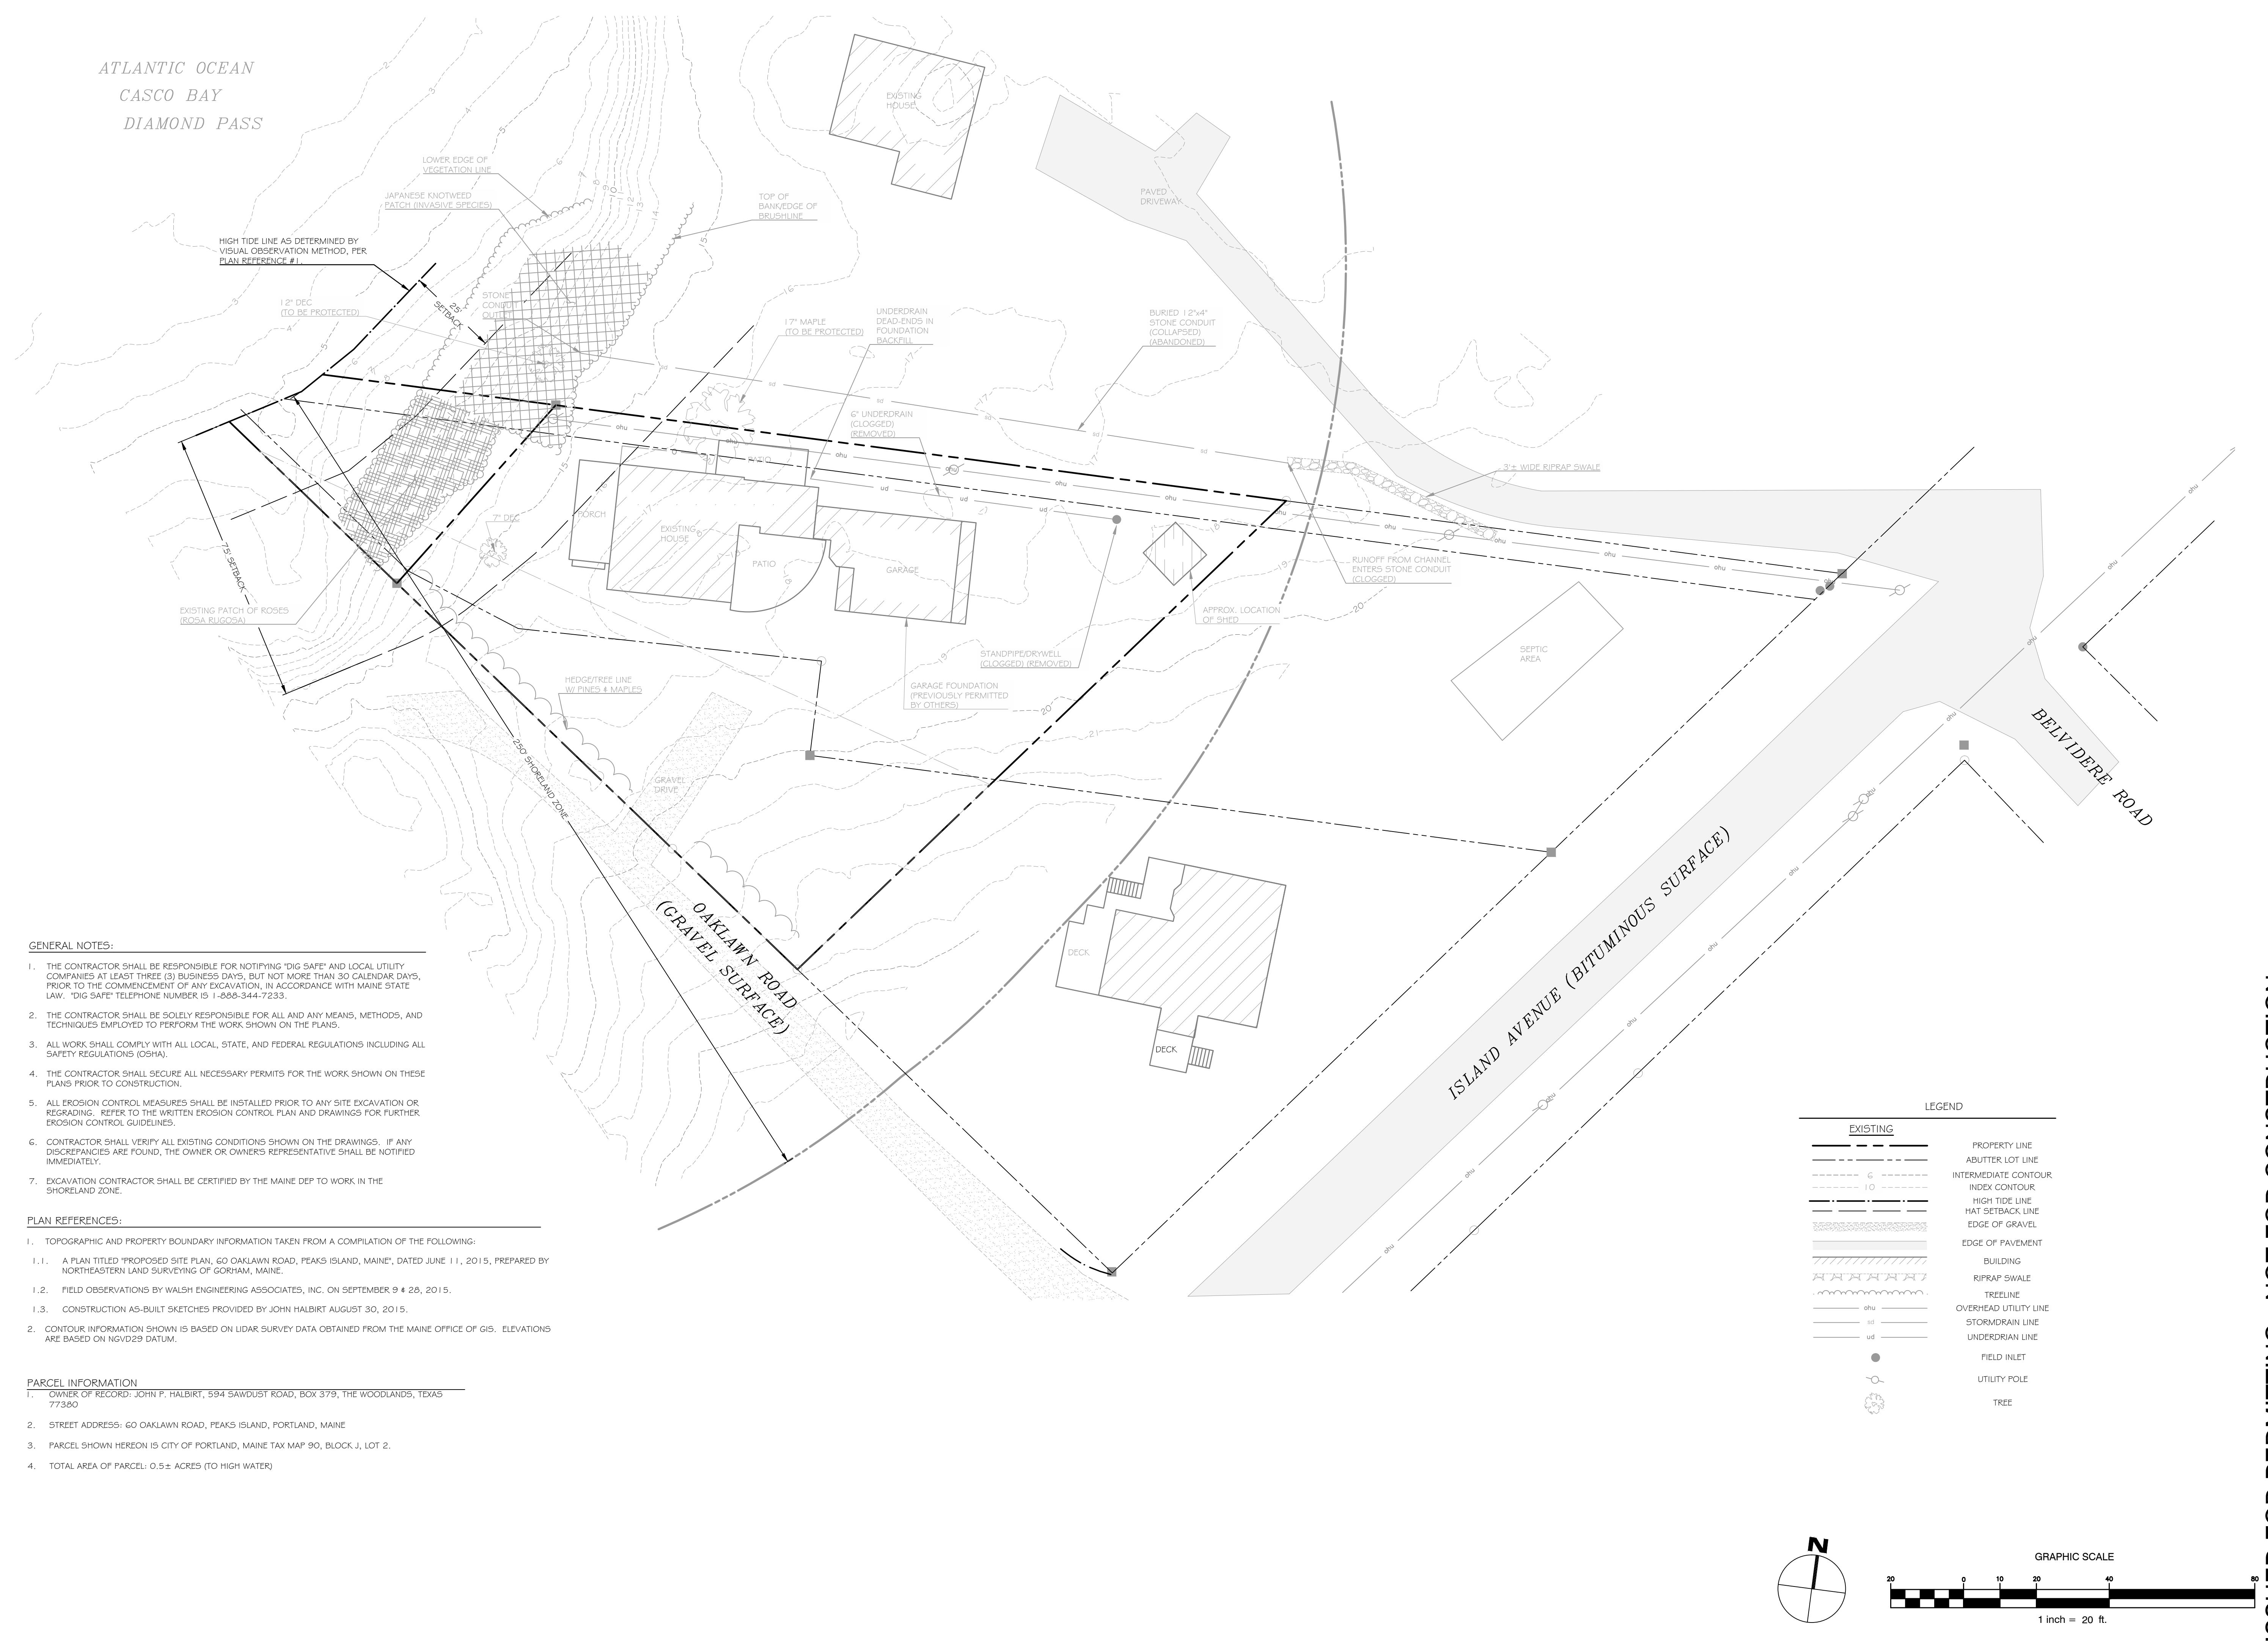 ATLANTIC OCEAN
CASCO BAY
DIAMOND PASS
LOWER EDGE OF
VEGETATION LINE
JAPANESE KNOTWEED
PATCH (INVASIVE SPECIES)
HIGH TIDE LINE AS DETERMINED BY
VISUAL OBSERVATION METHOD, PER
PLAN REFERENCE #1.
12" DEC
(TO BE PROTECTED)
25'
SETBACK
STONE
CONDUIT
OUTLET
TOP OF
BANK/EDGE OF
BRUSHLINE
EXISTING
HOUSE
PAVED
DRIVEWAY
17" MAPLE
(TO BE PROTECTED)
UNDERDRAIN
DEAD-ENDS IN
FOUNDATION
BACKFILL
BURIED 12"x4"
STONE CONDUIT
(COLLAPSED)
(ABANDONED)
6" UNDERDRAIN
(CLOGGED)
(REMOVED)
3'± WIDE RIPRAP SWALE
RUNOFF FROM CHANNEL
ENTERS STONE CONDUIT
(CLOGGED)
75' SETBACK
7" DEC
PORCH
EXISTING
HOUSE
PATIO
PATIO
GARAGE
EXISTING PATCH OF ROSES
(ROSA RUGOSA)
APPROX. LOCATION
OF SHED
STANDPIPE/DRYWELL
(CLOGGED) (REMOVED)
SEPTIC
AREA
HEDGE/TREE LINE
W/ PINES & MAPLES
GARAGE FOUNDATION
(PREVIOUSLY PERMITTED
BY OTHERS)
250' SHORELAND ZONE
GRAVEL
DRIVE
BELVIDERE ROAD
ISLAND AVENUE (BITUMINOUS SURFACE)
OAKLAWN ROAD
(GRAVEL SURFACE)
DECK
DECK
GENERAL NOTES:
1. THE CONTRACTOR SHALL BE RESPONSIBLE FOR NOTIFYING "DIG SAFE" AND LOCAL UTILITY
COMPANIES AT LEAST THREE (3) BUSINESS DAYS, BUT NOT MORE THAN 30 CALENDAR DAYS,
PRIOR TO THE COMMENCEMENT OF ANY EXCAVATION, IN ACCORDANCE WITH MAINE STATE
LAW. "DIG SAFE" TELEPHONE NUMBER IS 1-888-344-7233.
2. THE CONTRACTOR SHALL BE SOLELY RESPONSIBLE FOR ALL AND ANY MEANS, METHODS, AND
TECHNIQUES EMPLOYED TO PERFORM THE WORK SHOWN ON THE PLANS.
3. ALL WORK SHALL COMPLY WITH ALL LOCAL, STATE, AND FEDERAL REGULATIONS INCLUDING ALL
SAFETY REGULATIONS (OSHA).
4. THE CONTRACTOR SHALL SECURE ALL NECESSARY PERMITS FOR THE WORK SHOWN ON THESE
PLANS PRIOR TO CONSTRUCTION.
5. ALL EROSION CONTROL MEASURES SHALL BE INSTALLED PRIOR TO ANY SITE EXCAVATION OR
REGRADING. REFER TO THE WRITTEN EROSION CONTROL PLAN AND DRAWINGS FOR FURTHER
EROSION CONTROL GUIDELINES.
6. CONTRACTOR SHALL VERIFY ALL EXISTING CONDITIONS SHOWN ON THE DRAWINGS. IF ANY
DISCREPANCIES ARE FOUND, THE OWNER OR OWNER'S REPRESENTATIVE SHALL BE NOTIFIED
IMMEDIATELY.
7. EXCAVATION CONTRACTOR SHALL BE CERTIFIED BY THE MAINE DEP TO WORK IN THE
SHORELAND ZONE.
PLAN REFERENCES:
1. TOPOGRAPHIC AND PROPERTY BOUNDARY INFORMATION TAKEN FROM A COMPILATION OF THE FOLLOWING:
1.1. A PLAN TITLED "PROPOSED SITE PLAN, 60 OAKLAWN ROAD, PEAKS ISLAND, MAINE", DATED JUNE 11, 2015, PREPARED BY
NORTHEASTERN LAND SURVEYING OF GORHAM, MAINE.
1.2. FIELD OBSERVATIONS BY WALSH ENGINEERING ASSOCIATES, INC. ON SEPTEMBER 9 & 28, 2015.
1.3. CONSTRUCTION AS-BUILT SKETCHES PROVIDED BY JOHN HALBIRT AUGUST 30, 2015.
2. CONTOUR INFORMATION SHOWN IS BASED ON LIDAR SURVEY DATA OBTAINED FROM THE MAINE OFFICE OF GIS. ELEVATIONS
ARE BASED ON NGVD29 DATUM.
PARCEL INFORMATION
1. OWNER OF RECORD: JOHN P. HALBIRT, 594 SAWDUST ROAD, BOX 379, THE WOODLANDS, TEXAS
77380
2. STREET ADDRESS: 60 OAKLAWN ROAD, PEAKS ISLAND, PORTLAND, MAINE
3. PARCEL SHOWN HEREON IS CITY OF PORTLAND, MAINE TAX MAP 90, BLOCK J, LOT 2.
4. TOTAL AREA OF PARCEL: 0.5± ACRES (TO HIGH WATER)
LEGEND
EXISTING
PROPERTY LINE
ABUTTER LOT LINE
6 INTERMEDIATE CONTOUR
10 INDEX CONTOUR
HIGH TIDE LINE
HAT SETBACK LINE
EDGE OF GRAVEL
EDGE OF PAVEMENT
BUILDING
RIPRAP SWALE
TREELINE
ohu OVERHEAD UTILITY LINE
sd STORMDRAIN LINE
ud UNDERDRIAN LINE
FIELD INLET
UTILITY POLE
TREE
N
GRAPHIC SCALE
20 0 10 20 40 80
1 inch = 20 ft.